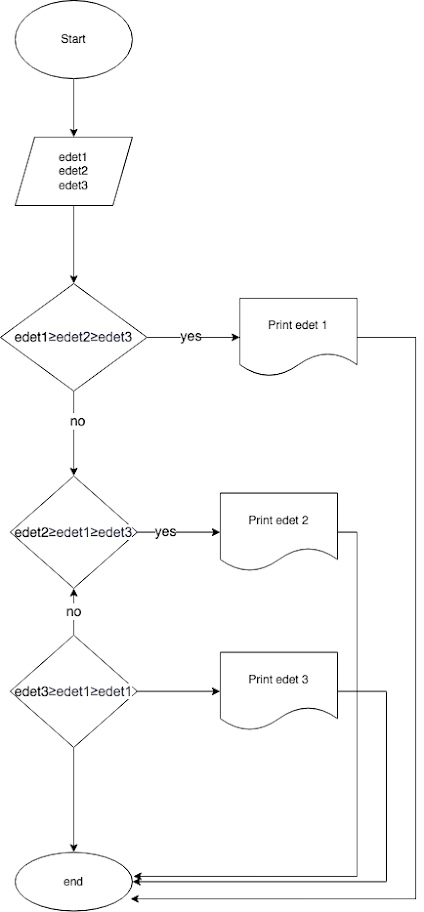 Start
edet1
edet2
edet3
edet1≥edet2≥edet3
yes
Print edet 1
no
edet2≥edet1≥edet3
yes
Print edet 2
no
edet3≥edet1≥edet1
Print edet 3
end